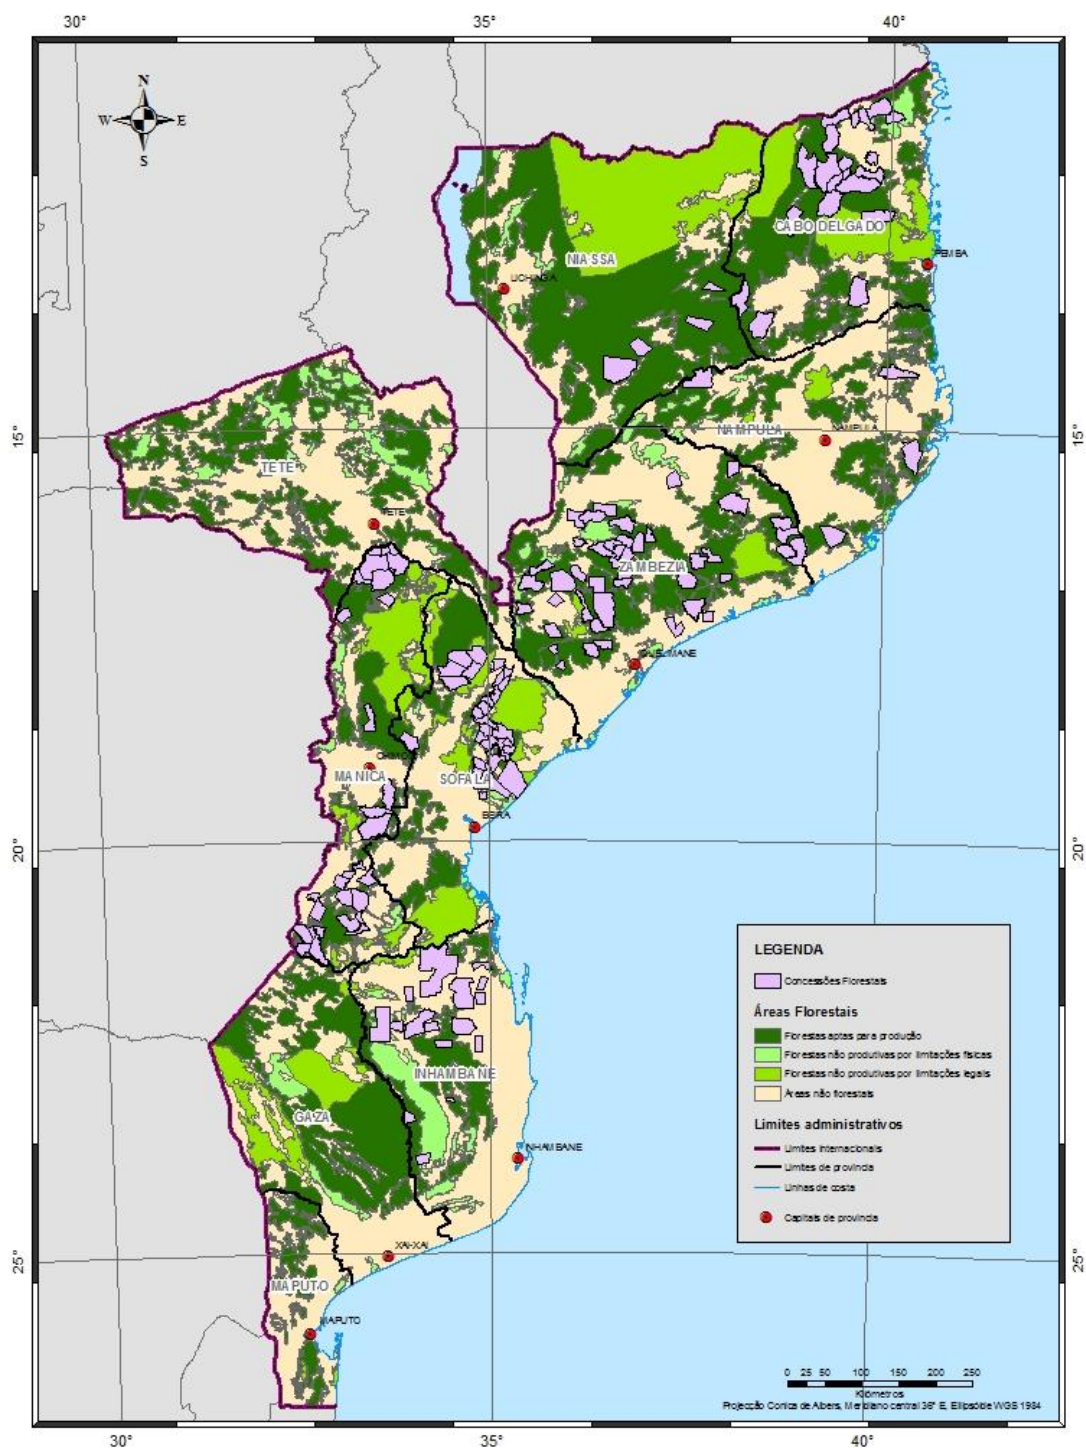 30°
35°
40°
N
W E
S
CABO DELGADO
PEMBA
NIASSA
LICHINGA
15°
15°
NAMPULA
NAMPULA
TETE
TETE
ZAMBEZIA
QUELIMANE
MANICA
SOFALA
BEIRA
20°
20°
INHAMBANE
GAZA
INHAMBANE
XAI-XAI
25°
25°
MAPUTO
MAPUTO
LEGENDA
Concessões Florestais
Áreas Florestais
Florestas aptas para produção
Florestas não produtivas por limitações físicas
Florestas não produtivas por limitações legais
Áreas não florestais
Limites administrativos
Limites internacionais
Limites de província
Linhas de costa
Capitais de província
0 25 50 100 150 200 250
Kilómetros
Projecção Conica de Albers, Meridiano central 36° E, Elipsóide WGS 1984
30°
35°
40°